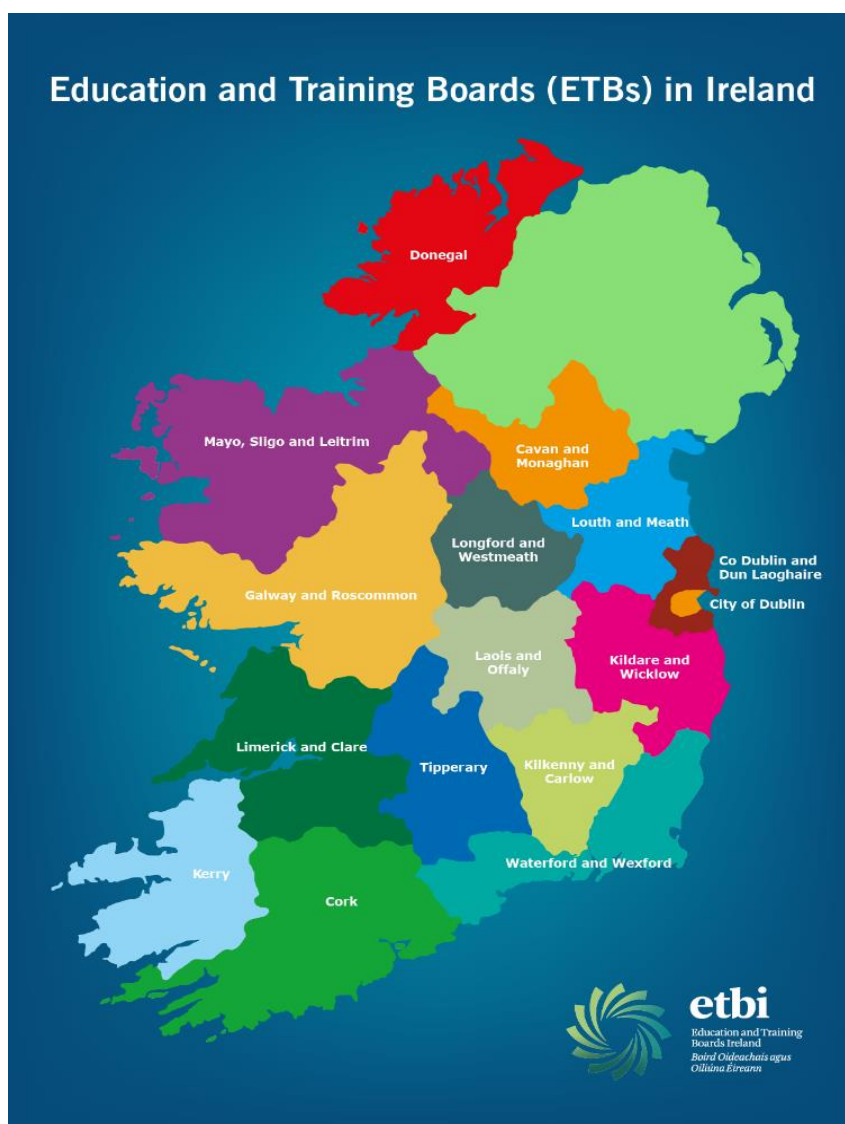 Education and Training Boards (ETBs) in Ireland
Donegal
Mayo, Sligo and Leitrim
Cavan and
Monaghan
Louth and Meath
Longford and
Westmeath
Co Dublin and
Dun Laoghaire
City of Dublin
Galway and Roscommon
Laois and
Offaly
Kildare and
Wicklow
Limerick and Clare
Tipperary
Kilkenny and
Carlow
Waterford and Wexford
Kerry
Cork
etbi
Education and Training
Boards Ireland
Boird Oideachais agus
Oiliúna Éireann